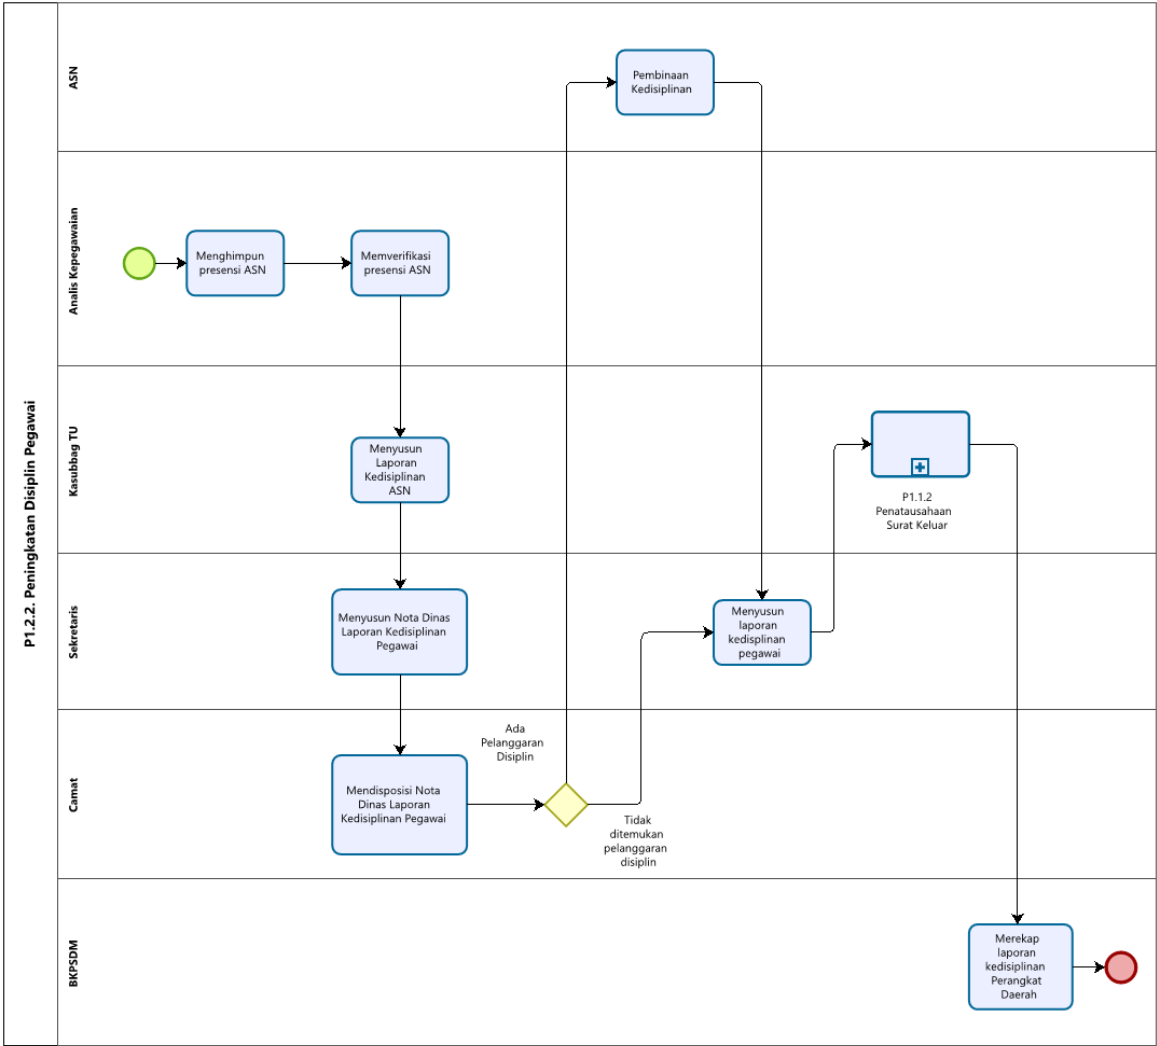 P1.2.2. Peningkatan Disiplin Pegawai
ASN
Pembinaan
Kedisiplinan
Analis Kepegawaian
Menghimpun
presensi ASN
Memverifikasi
presensi ASN
Kasubbag TU
Menyusun
Laporan
Kedisiplinan
ASN
P1.1.2
Penatausahaan
Surat Keluar
Sekretaris
Menyusun Nota Dinas
Laporan Kedisiplinan
Pegawai
Menyusun
laporan
kedisplinan
pegawai
Camat
Mendisposisi Nota
Dinas Laporan
Kedisiplinan Pegawai
Ada
Pelanggaran
Disiplin
Tidak
ditemukan
pelanggaran
disiplin
BKPSDM
Merekap
laporan
kedisiplinan
Perangkat
Daerah